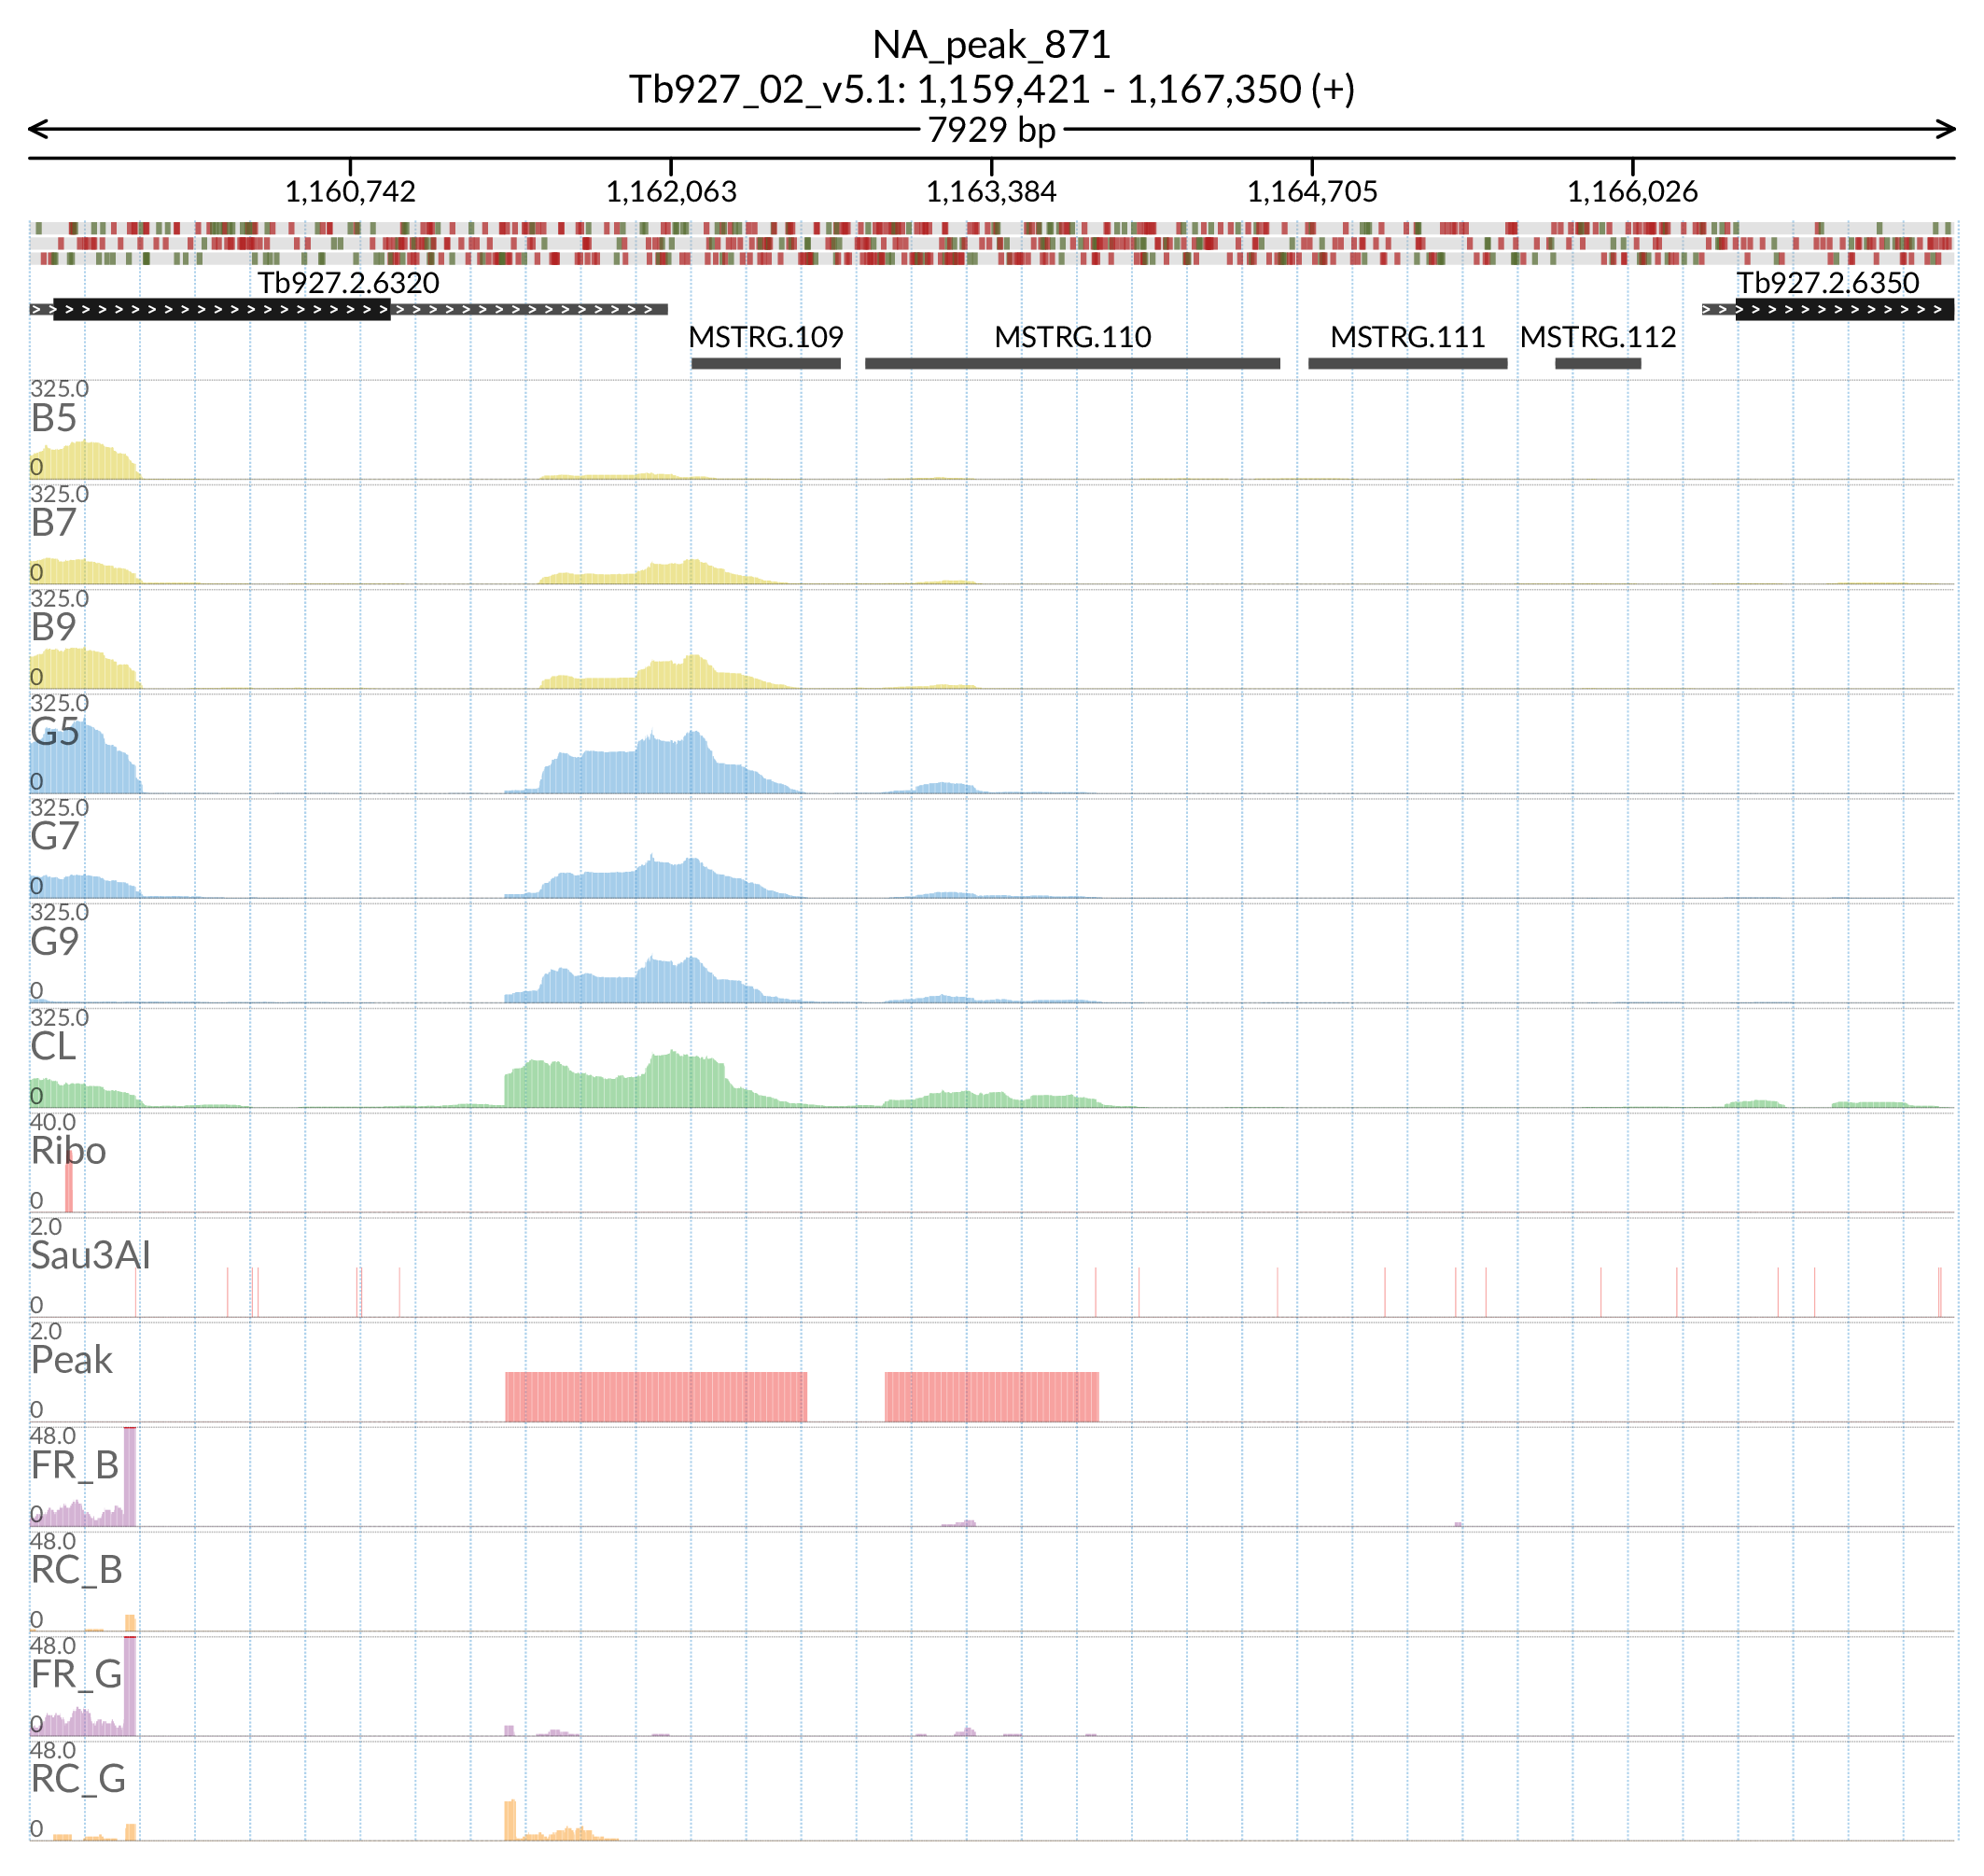 NA_peak_871
Tb927_02_v5.1: 1,159,421 - 1,167,350 (+)
7929 bp
1,160,742 1,162,063 1,163,384 1,164,705 1,166,026
Tb927.2.6320 Tb927.2.6350
MSTRG.109 MSTRG.110 MSTRG.111 MSTRG.112
325.0
B5
0
325.0
B7
0
325.0
B9
0
325.0
G5
0
325.0
G7
0
325.0
G9
0
325.0
CL
0
40.0
Ribo
0
2.0
Sau3AI
0
2.0
Peak
0
48.0
FR_B
0
48.0
RC_B
0
48.0
FR_G
0
48.0
RC_G
0